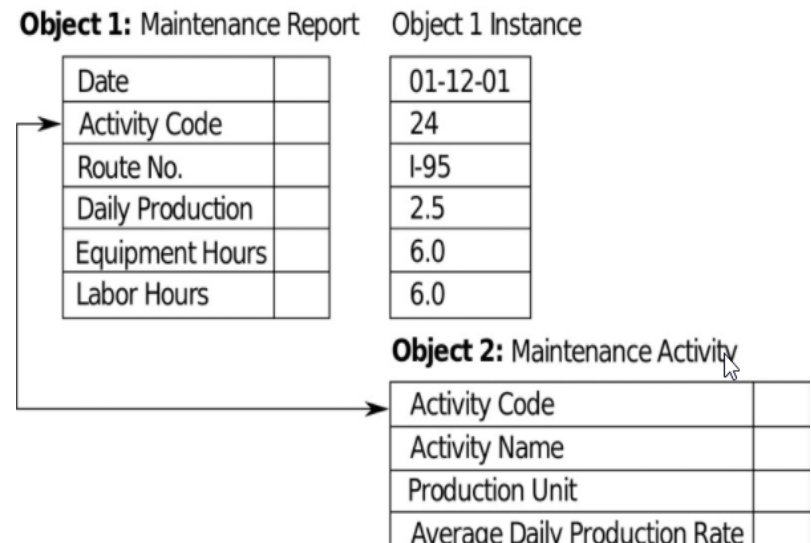 Object 1: Maintenance Report
Object 1 Instance
Date
01-12-01
Activity Code
24
Route No.
I-95
Daily Production
2.5
Equipment Hours
6.0
Labor Hours
6.0
Object 2: Maintenance Activity
Activity Code
Activity Name
Production Unit
Average Daily Production Rate